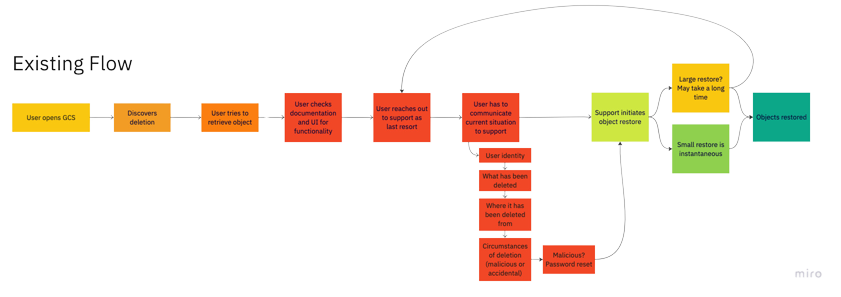 Existing Flow
User opens GCS
Discovers
deletion
User tries to
retrieve object
User checks
documentation
and UI for
functionality
User reaches out
to support as
last resort
User has to
communicate
current situation
to support
User identity
What has been
deleted
Where it has
been deleted
from
Circumstances
of deletion
(malicious or
accidental)
Malicious?
Password reset
Support initiates
object restore
Large restore?
May take a long
time
Small restore is
instantaneous
Objects restored
miro